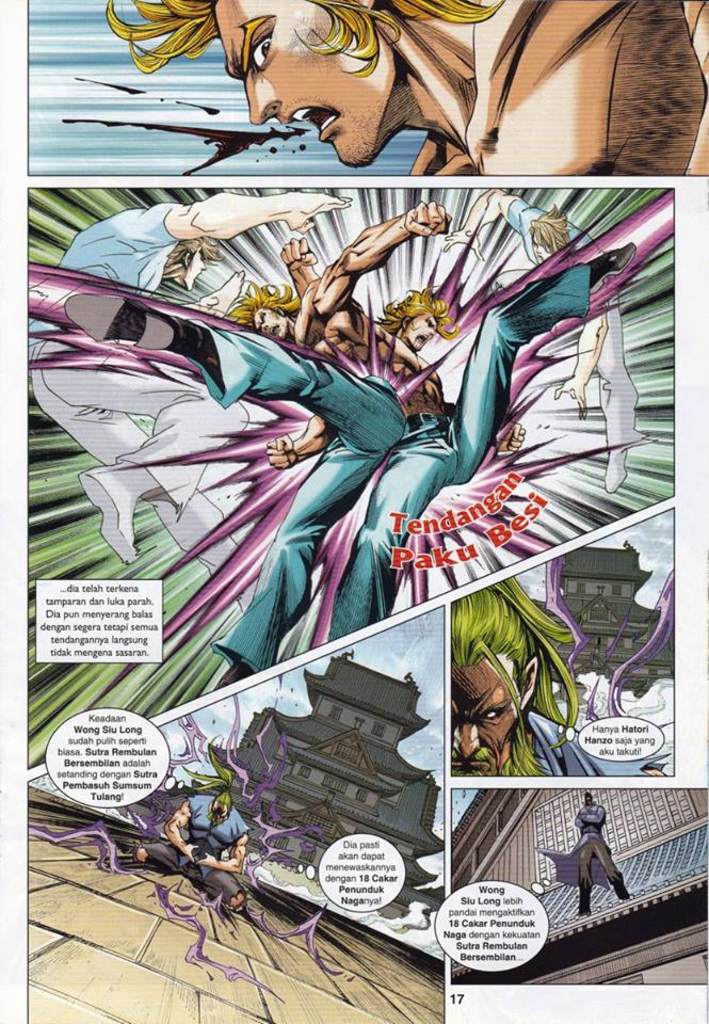 Tendangan
Paku Besi
...dia telah terkena
tamparan dan luka parah.
Dia pun menyerang balas
dengan segera tetapi semua
tendangannya langsung
tidak mengena sasaran.
Keadaan
Wong Siu Long
sudah pulih seperti
biasa. Sutra Rembulan
Bersembilan adalah
setanding dengan Sutra
Pembasuh Sumsum
Tulang!
Dia pasti
akan dapat
menewaskannya
dengan 18 Cakar
Penunduk
Naganya!
Hanya Hatori
Hanzo saja yang
aku takuti!
Wong
Siu Long lebih
pandai mengaktifkan
18 Cakar Penunduk
Naga dengan kekuatan
Sutra Rembulan
Bersembilan...
17